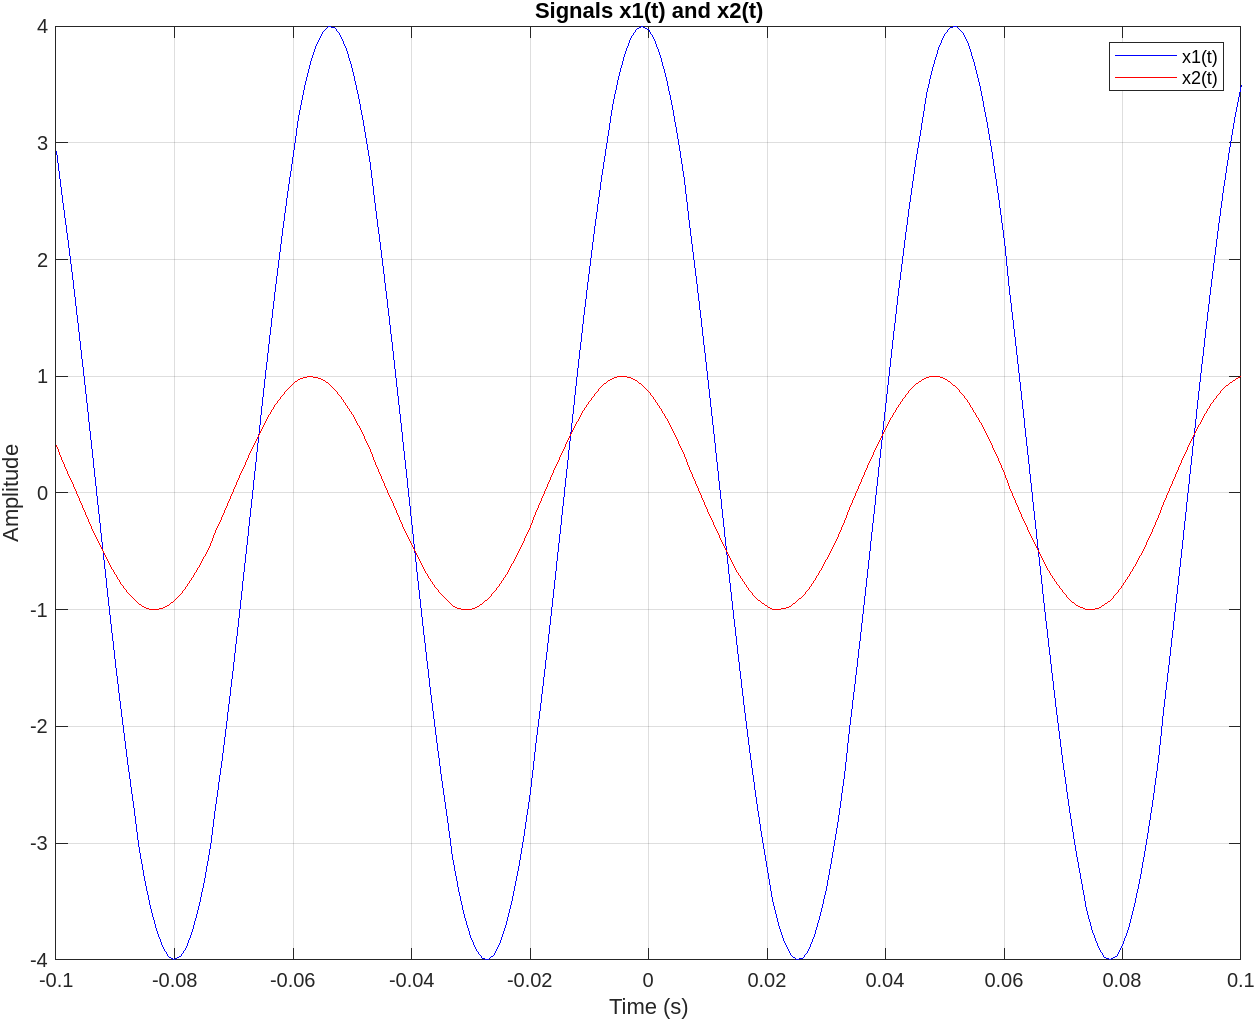 Signals x1(t) and x2(t)
x1(t)
x2(t)
Amplitude
4
3
2
1
0
-1
-2
-3
-4
-0.1 -0.08 -0.06 -0.04 -0.02 0 0.02 0.04 0.06 0.08 0.1
Time (s)